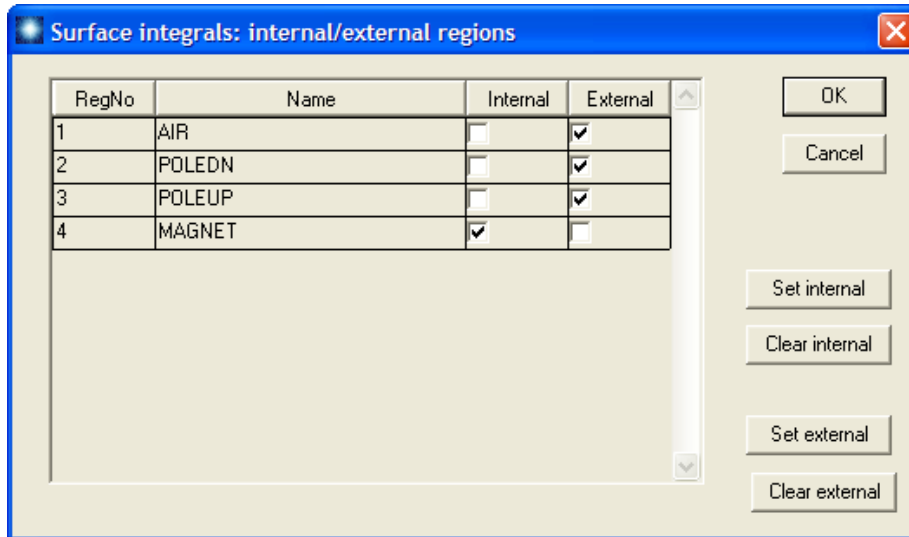 Surface integrals: internal/external regions
RegNo Name Internal External
1 AIR
2 POLEDN
3 POLEUP
4 MAGNET
OK
Cancel
Set internal
Clear internal
Set external
Clear external